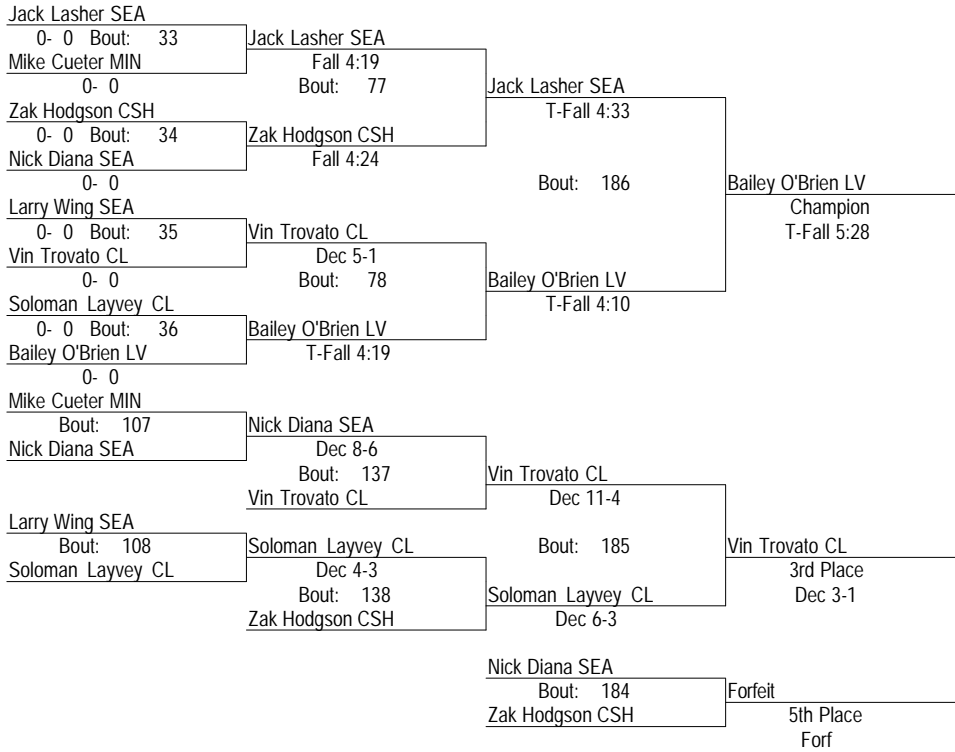 Jack Lasher SEA
0- 0 Bout: 33
Jack Lasher SEA
Mike Cueter MIN
Fall 4:19
0- 0
Bout: 77
Jack Lasher SEA
Zak Hodgson CSH
T-Fall 4:33
0- 0 Bout: 34
Zak Hodgson CSH
Nick Diana SEA
Fall 4:24
0- 0
Bout: 186
Bailey O'Brien LV
Larry Wing SEA
Champion
0- 0 Bout: 35
Vin Trovato CL
T-Fall 5:28
Vin Trovato CL
Dec 5-1
0- 0
Bout: 78
Bailey O'Brien LV
Soloman Layvey CL
T-Fall 4:10
0- 0 Bout: 36
Bailey O'Brien LV
Bailey O'Brien LV
T-Fall 4:19
0- 0
Mike Cueter MIN
Bout: 107
Nick Diana SEA
Nick Diana SEA
Dec 8-6
Bout: 137
Vin Trovato CL
Vin Trovato CL
Dec 11-4
Larry Wing SEA
Bout: 108
Soloman Layvey CL
Bout: 185
Vin Trovato CL
Soloman Layvey CL
Dec 4-3
3rd Place
Bout: 138
Soloman Layvey CL
Dec 3-1
Zak Hodgson CSH
Dec 6-3
Nick Diana SEA
Bout: 184
Forfeit
Zak Hodgson CSH
5th Place
Forf